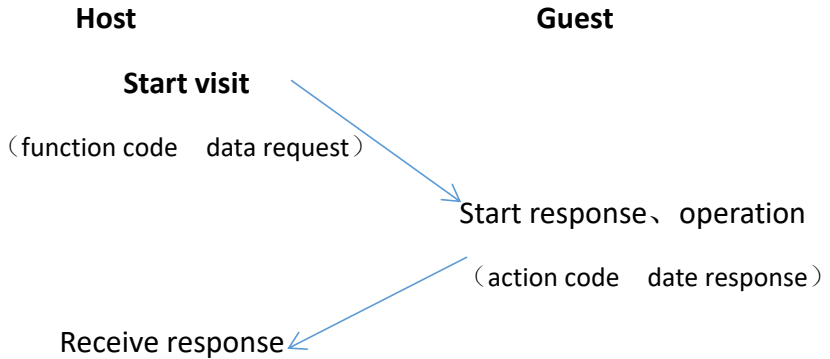 Host Guest
Start visit
（function code data request）
Start response、operation
（action code date response）
Receive response